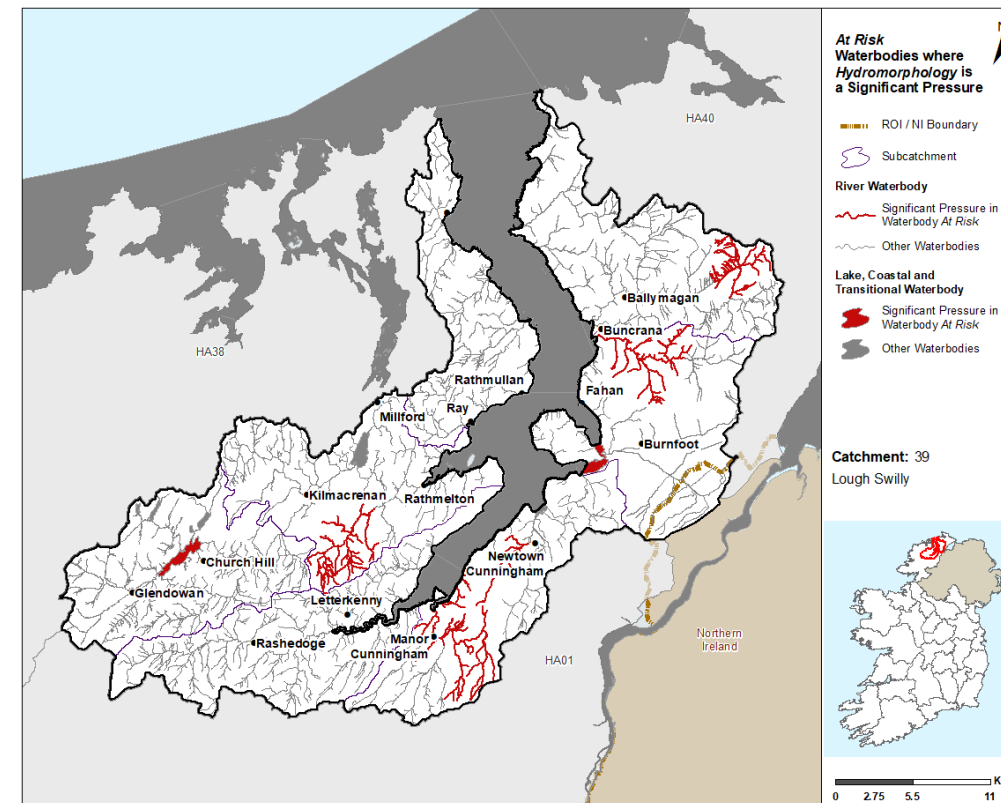 HA40
HA38
Ballymagan
Buncrana
Rathmullan
Fahan
Ray
Millford
Burnfoot
Kilmacrenan
Rathmelton
Church Hill
Newtown
Cunningham
Glendowan
Letterkenny
Rashedoge
Manor
Cunningham
HA01
Northern
Ireland
At Risk
Waterbodies where
Hydromorphology is
a Significant Pressure
N
ROI / NI Boundary
Subcatchment
River Waterbody
Significant Pressure in
Waterbody At Risk
Other Waterbodies
Lake, Coastal and
Transitional Waterbody
Significant Pressure in
Waterbody At Risk
Other Waterbodies
Catchment: 39
Lough Swilly
K
0 2.75 5.5 11